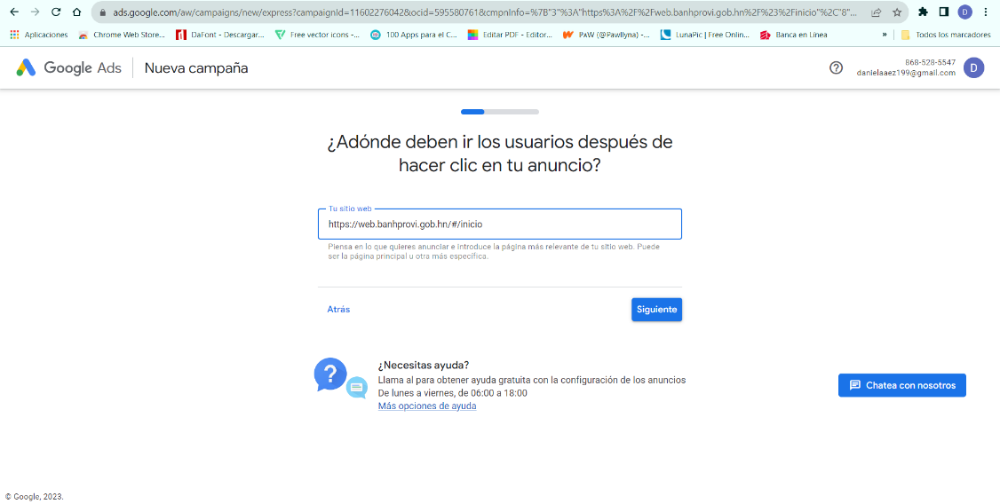 ads.google.com/aw/campaigns/new/express?campaignId=11602276042&ocid=595580761&cmpnInfo=%7B"3"%3A"https%3A%2F%2Fweb.banhprovi.gob.hn%2F%23%2Finicio"%2C"8"...
Aplicaciones Chrome Web Store... DaFont - Descargar... Free vector icons -... 100 Apps para el C... Editar PDF - Editor... PᴀW (@Pawllyna) -... LunaPic | Free Onlin... Banca en Línea » Todos los marcadores
Google Ads Nueva campaña
868-528-5547
danielaaez199@gmail.com
D
¿Adónde deben ir los usuarios después de
hacer clic en tu anuncio?
Tu sitio web
https://web.banhprovi.gob.hn/#/inicio
Piensa en lo que quieres anunciar e introduce la página más relevante de tu sitio web. Puede
ser la página principal u otra más específica.
Atrás Siguiente
¿Necesitas ayuda?
Llama al para obtener ayuda gratuita con la configuración de los anuncios
De lunes a viernes, de 06:00 a 18:00
Más opciones de ayuda
Chatea con nosotros
© Google, 2023.